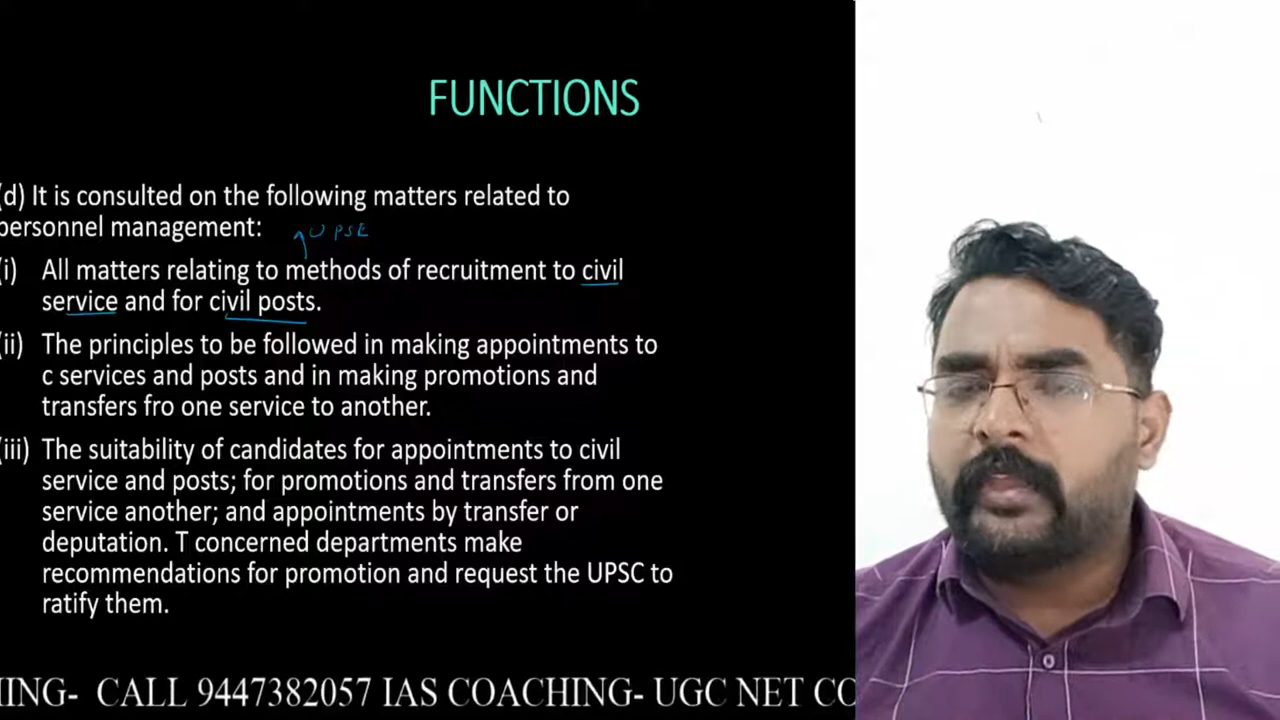 FUNCTIONS
(d) It is consulted on the following matters related to
personnel management:
UPSC
(i) All matters relating to methods of recruitment to civil
service and for civil posts.
(ii) The principles to be followed in making appointments to
c services and posts and in making promotions and
transfers fro one service to another.
(iii) The suitability of candidates for appointments to civil
service and posts; for promotions and transfers from one
service another; and appointments by transfer or
deputation. T concerned departments make
recommendations for promotion and request the UPSC to
ratify them.
HING- CALL 9447382057 IAS COACHING- UGC NET CO